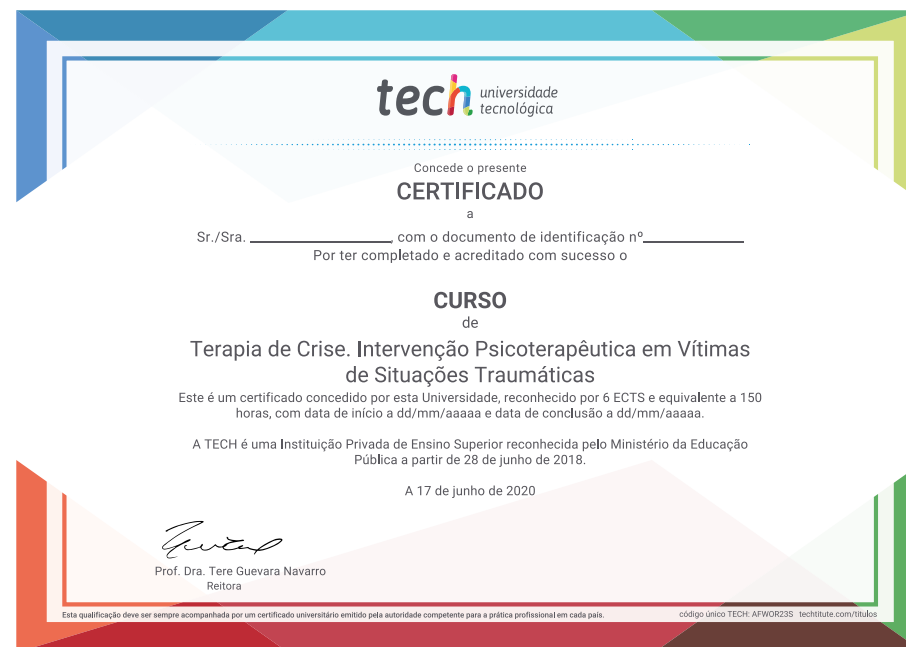 tech universidade
tecnológica
Concede o presente
CERTIFICADO
a
Sr./Sra. ____________________, com o documento de identificação nº______________
Por ter completado e acreditado com sucesso o
CURSO
de
Terapia de Crise. Intervenção Psicoterapêutica em Vítimas
de Situações Traumáticas
Este é um certificado concedido por esta Universidade, reconhecido por 6 ECTS e equivalente a 150
horas, com data de início a dd/mm/aaaaa e data de conclusão a dd/mm/aaaaa.
A TECH é uma Instituição Privada de Ensino Superior reconhecida pelo Ministério da Educação
Pública a partir de 28 de junho de 2018.
A 17 de junho de 2020
Prof. Dra. Tere Guevara Navarro
Reitora
Esta qualificação deve ser sempre acompanhada por um certificado universitário emitido pela autoridade competente para a prática profissional em cada país.
código único TECH: AFWOR23S techtitute.com/titulos